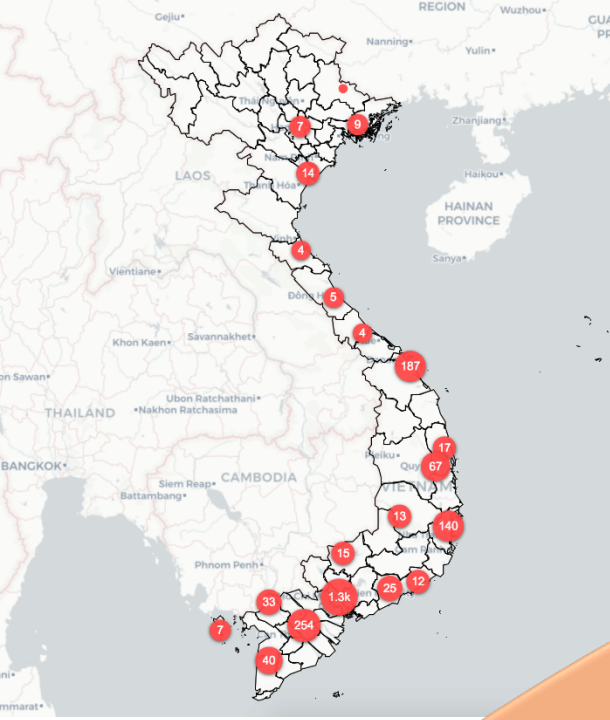 REGION
Wuzhou
Gejiu
Nanning
Yulin
Zhanjiang
7
9
14
LAOS
Haikou
HAINAN
PROVINCE
Sanya
4
Vientiane
5
4
Khon Kaen
Savannakhet
187
Ubon Ratchathani
Nakhon Ratchasima
THAILAND
17
67
BANGKOK
Siem Reap
CAMBODIA
Battambang
VIETNAM
13
140
15
Phnom Penh
12
25
1.3k
33
254
7
40